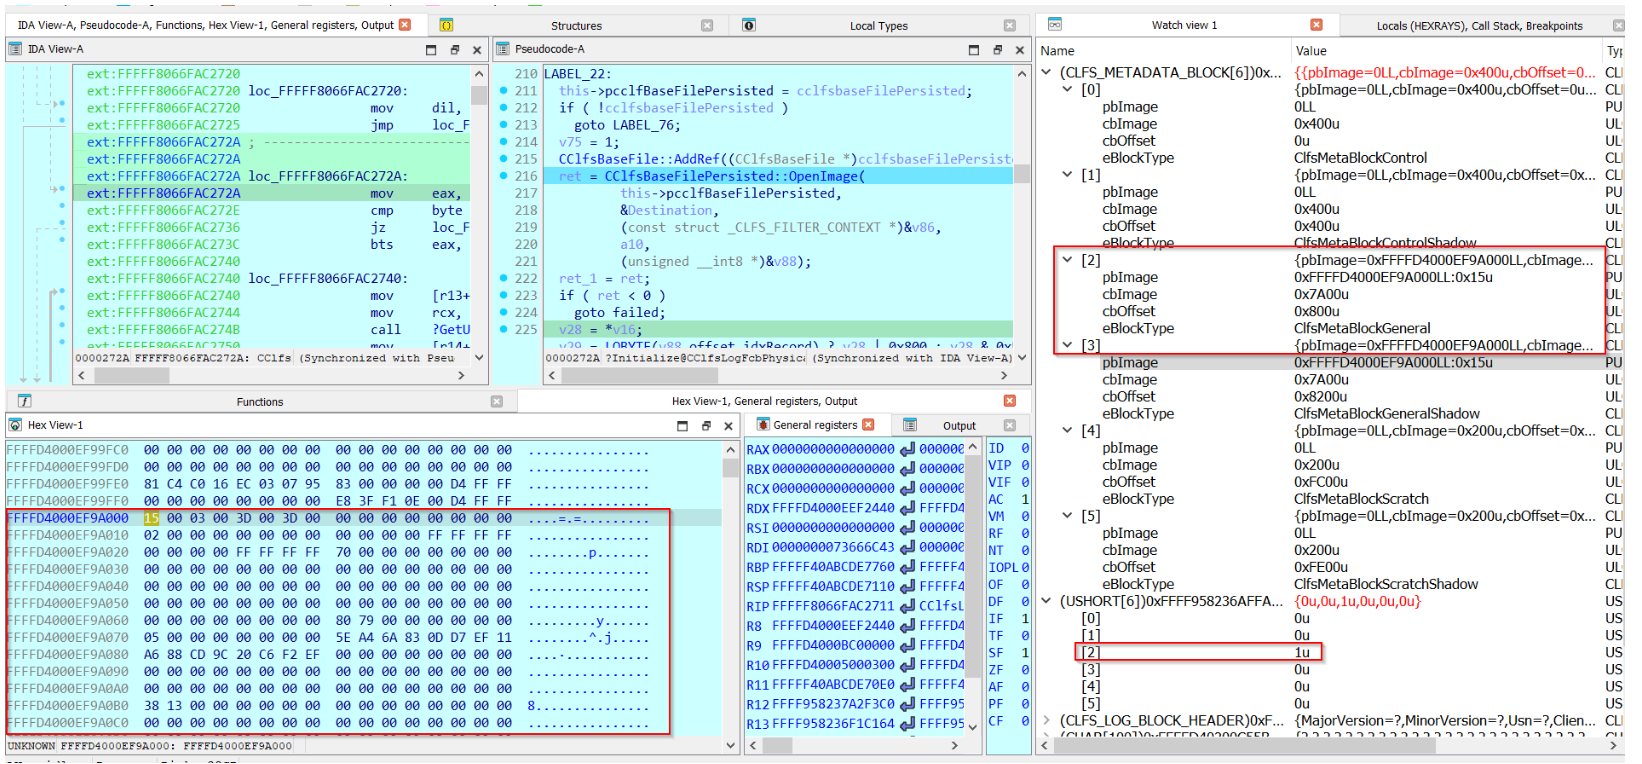 IDA View-A, Pseudocode-A, Functions, Hex View-1, General registers, Output
Structures
Local Types
Watch view 1
Locals (HEXRAYS), Call Stack, Breakpoints
IDA View-A
ext:FFFFF8066FAC2720
ext:FFFFF8066FAC2720 loc_FFFFF8066FAC2720:
ext:FFFFF8066FAC2720 mov dil,
ext:FFFFF8066FAC2725 jmp loc_F
ext:FFFFF8066FAC272A ; ---------------------------
ext:FFFFF8066FAC272A
ext:FFFFF8066FAC272A loc_FFFFF8066FAC272A:
ext:FFFFF8066FAC272A mov eax,
ext:FFFFF8066FAC272E cmp byte
ext:FFFFF8066FAC2736 jz loc_F
ext:FFFFF8066FAC273C bts eax,
ext:FFFFF8066FAC2740
ext:FFFFF8066FAC2740 loc_FFFFF8066FAC2740:
ext:FFFFF8066FAC2740 mov [r13+
ext:FFFFF8066FAC2744 mov rcx,
ext:FFFFF8066FAC274B call ?GetU
ext:FFFFF8066FAC2750 mov [r14+
0000272A FFFFF8066FAC272A: CClfs (Synchronized with Pseu
Pseudocode-A
210 LABEL_22:
211 this->pcclfBaseFilePersisted = cclfsbaseFilePersisted;
212 if ( !cclfsbaseFilePersisted )
213 goto LABEL_76;
214 v75 = 1;
215 CClfsBaseFile::AddRef((CClfsBaseFile *)cclfsbaseFilePersist
216 ret = CClfsBaseFilePersisted::OpenImage(
217 this->pcclfBaseFilePersisted,
218 &Destination,
219 (const struct _CLFS_FILTER_CONTEXT *)&v86,
220 a10,
221 (unsigned __int8 *)&v88);
222 ret_1 = ret;
223 if ( ret < 0 )
224 goto failed;
225 v28 = *v16;
0000272A ?Initialize@CClfsLogFcbPhysica (Synchronized with IDA View-A)
Functions
Hex View-1, General registers, Output
Hex View-1
FFFFD4000EF99FC0 00 00 00 00 00 00 00 00 00 00 00 00 00 00 00 00 ................
FFFFD4000EF99FD0 00 00 00 00 00 00 00 00 00 00 00 00 00 00 00 00 ................
FFFFD4000EF99FE0 81 C4 C0 16 EC 03 07 95 83 00 00 00 00 D4 FF FF ................
FFFFD4000EF99FF0 00 00 00 00 00 00 00 00 E8 3F F1 0E 00 D4 FF FF
FFFFD4000EF9A000 15 00 03 00 3D 00 3D 00 00 00 00 00 00 00 00 00 ....=.=.........
FFFFD4000EF9A010 02 00 00 00 00 00 00 00 00 00 00 00 FF FF FF FF ................
FFFFD4000EF9A020 00 00 00 00 FF FF FF FF 70 00 00 00 00 00 00 00 ........p.......
FFFFD4000EF9A030 00 00 00 00 00 00 00 00 00 00 00 00 00 00 00 00 ................
FFFFD4000EF9A040 00 00 00 00 00 00 00 00 00 00 00 00 00 00 00 00 ................
FFFFD4000EF9A050 00 00 00 00 00 00 00 00 00 00 00 00 00 00 00 00 ................
FFFFD4000EF9A060 00 00 00 00 00 00 00 00 80 79 00 00 00 00 00 00 .........y......
FFFFD4000EF9A070 05 00 00 00 00 00 00 00 5E A4 6A 83 0D D7 EF 11 ........^.j.....
FFFFD4000EF9A080 A6 88 CD 9C 20 C6 F2 EF 00 00 00 00 00 00 00 00
FFFFD4000EF9A090 00 00 00 00 00 00 00 00 00 00 00 00 00 00 00 00 ................
FFFFD4000EF9A0A0 00 00 00 00 00 00 00 00 00 00 00 00 00 00 00 00 ................
FFFFD4000EF9A0B0 38 13 00 00 00 00 00 00 00 00 00 00 00 00 00 00 8...............
FFFFD4000EF9A0C0 00 00 00 00 00 00 00 00 00 00 00 00 00 00 00 00 ................
UNKNOWN FFFFD4000EF9A000: FFFFD4000EF9A000
General registers
Output
RAX 0000000000000000 000000 ID 0
RBX 0000000000000000 000000 VIP 0
RCX 0000000000000000 000000 VIF 0
RDX FFFFD4000EEF2440 FFFFD4 AC 1
RSI 0000000000000000 000000 VM 0
RDI 0000000073666C43 000000 RF 0
RBP FFFFF40ABCDE7760 FFFFF4 NT 0
RSP FFFFF40ABCDE7110 FFFFF4 IOPL 0
RIP FFFFF8066FAC2711 CClfsL OF 0
R8 FFFFD4000EEF2440 FFFFD4 DF 0
R9 FFFFD4000BC00000 FFFFD4 IF 1
R10 FFFFD40005000300 FFFFD4 TF 0
R11 FFFFF40ABCDE70E0 FFFFF4 SF 1
R12 FFFF958237A2F3C0 FFFF95 ZF 0
R13 FFFF958236F1C164 FFFF95 AF 0
PF 0
CF 0
Name Value Typ
(CLFS_METADATA_BLOCK[6])0x... {{pbImage=0LL,cbImage=0x400u,cbOffset=0... CLI
[0] {pbImage=0LL,cbImage=0x400u,cbOffset=0u... CLI
pbImage 0LL PU
cbImage 0x400u UL
cbOffset 0u UL
eBlockType ClfsMetaBlockControl CLI
[1] {pbImage=0LL,cbImage=0x400u,cbOffset=0x... CLI
pbImage 0LL PU
cbImage 0x400u UL
cbOffset 0x400u UL
eBlockType ClfsMetaBlockControlShadow CLI
[2] {pbImage=0xFFFFD4000EF9A000LL,cbImage... CLI
pbImage 0xFFFFD4000EF9A000LL:0x15u PU
cbImage 0x7A00u UL
cbOffset 0x800u UL
eBlockType ClfsMetaBlockGeneral CLI
[3] {pbImage=0xFFFFD4000EF9A000LL,cbImage... CLI
pbImage 0xFFFFD4000EF9A000LL:0x15u PU
cbImage 0x7A00u UL
cbOffset 0x8200u UL
eBlockType ClfsMetaBlockGeneralShadow CLI
[4] {pbImage=0LL,cbImage=0x200u,cbOffset=0x... CLI
pbImage 0LL PU
cbImage 0x200u UL
cbOffset 0xFC00u UL
eBlockType ClfsMetaBlockScratch CLI
[5] {pbImage=0LL,cbImage=0x200u,cbOffset=0x... CLI
pbImage 0LL PU
cbImage 0x200u UL
cbOffset 0xFE00u UL
eBlockType ClfsMetaBlockScratchShadow CLI
(USHORT[6])0xFFFF958236AFFA... {0u,0u,1u,0u,0u,0u} US
[0] 0u US
[1] 0u US
[2] 1u US
[3] 0u US
[4] 0u US
[5] 0u US
(CLFS_LOG_BLOCK_HEADER)0xF... {MajorVersion=?,MinorVersion=?,Usn=?,Clien... CLI